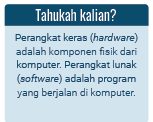 Tahukah kalian?
Perangkat keras (hardware)
adalah komponen fisik dari
komputer. Perangkat lunak
(software) adalah program
yang berjalan di komputer.